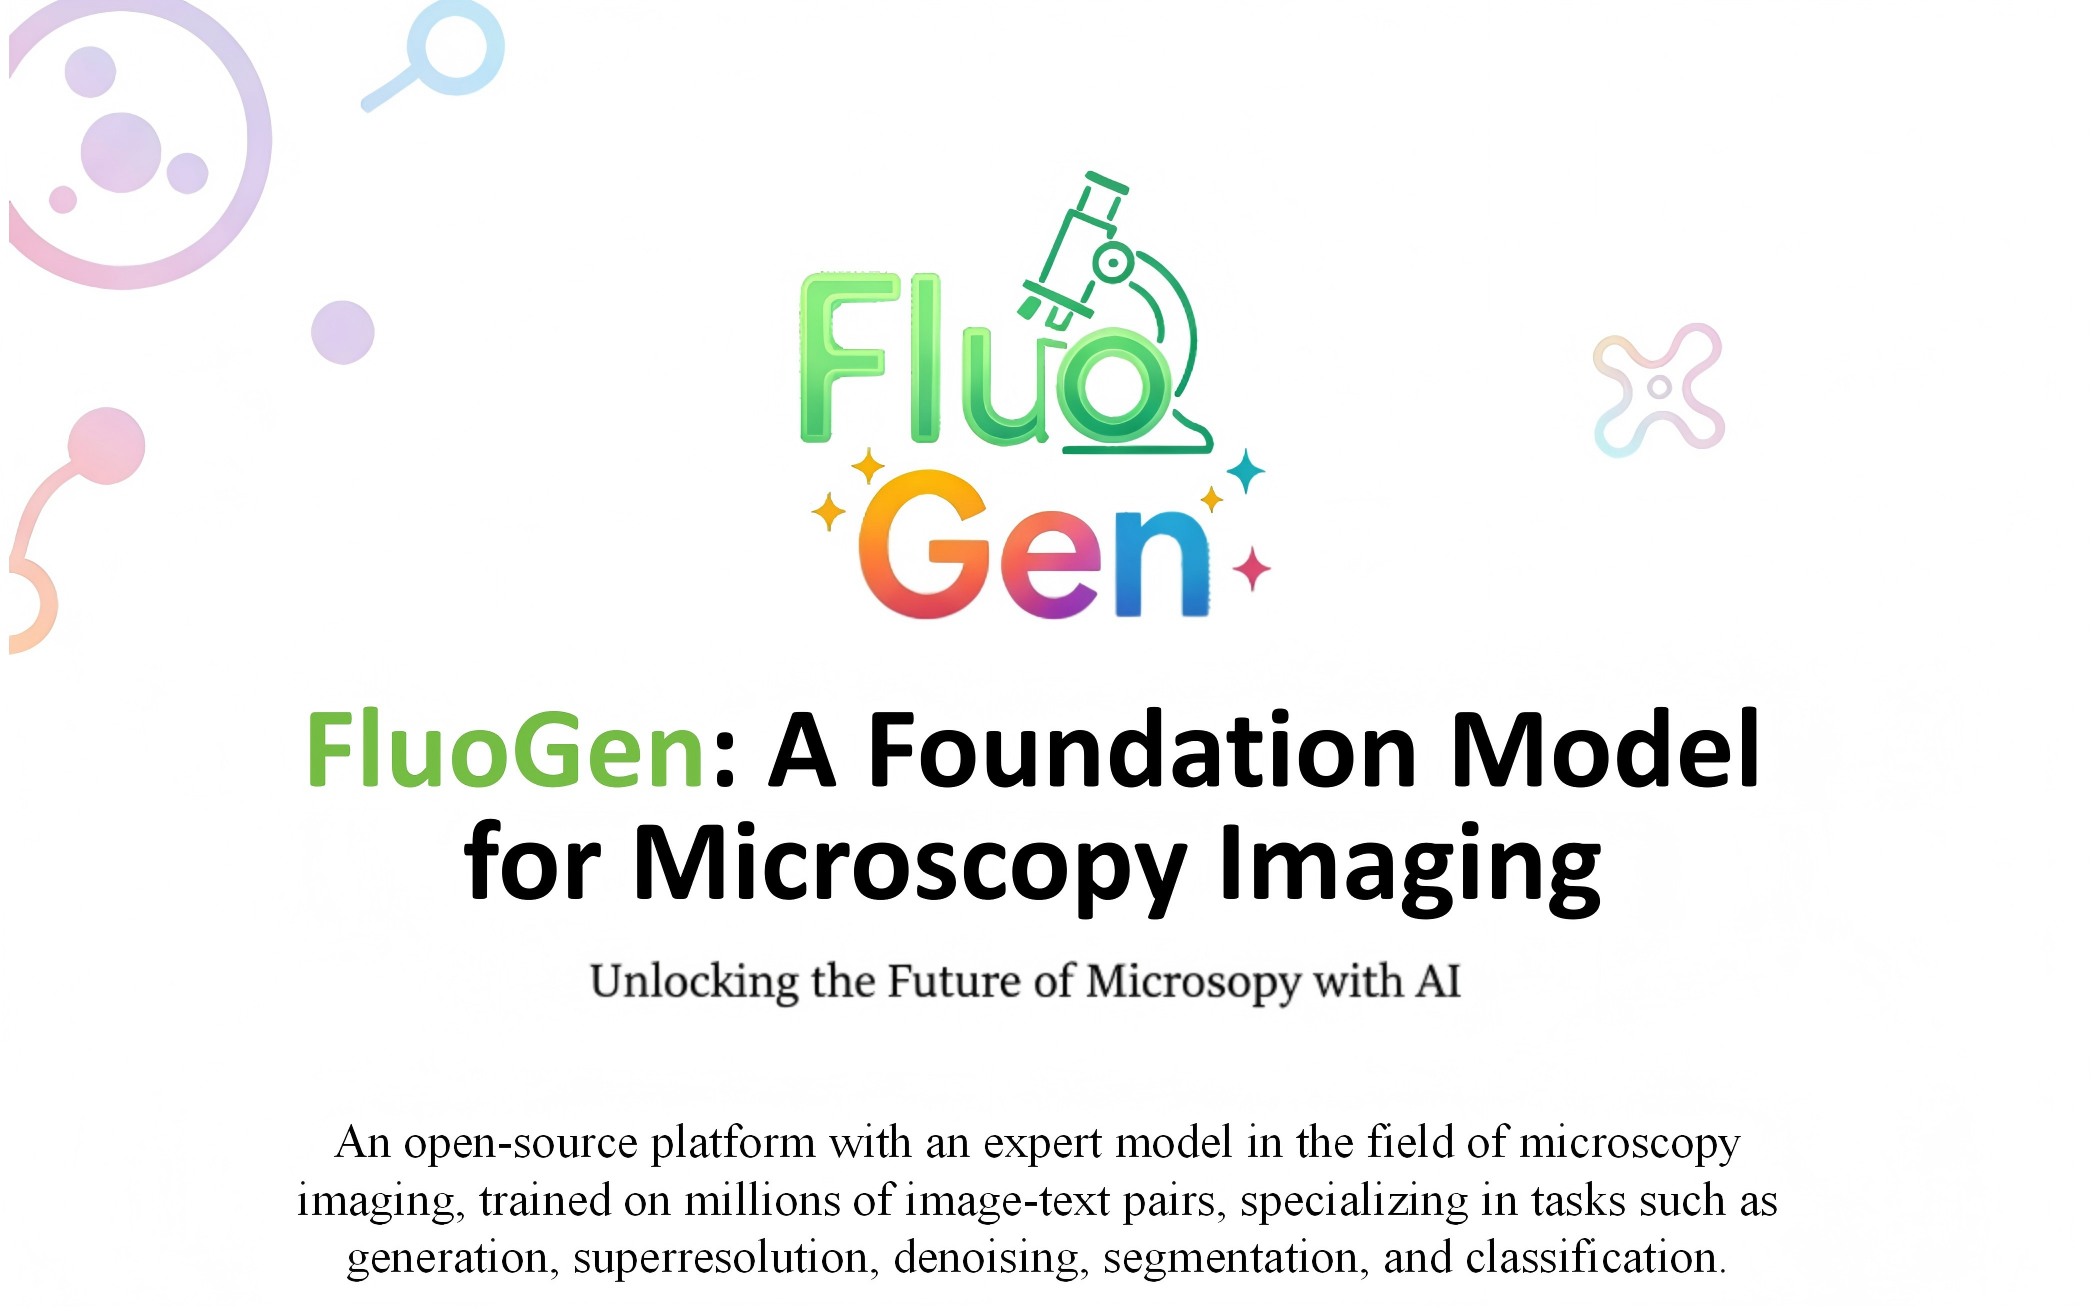 Fluo
Gen
FluoGen: A Foundation Model
for Microscopy Imaging
Unlocking the Future of Microsopy with AI
An open-source platform with an expert model in the field of microscopy
imaging, trained on millions of image-text pairs, specializing in tasks such as
generation, superresolution, denoising, segmentation, and classification.